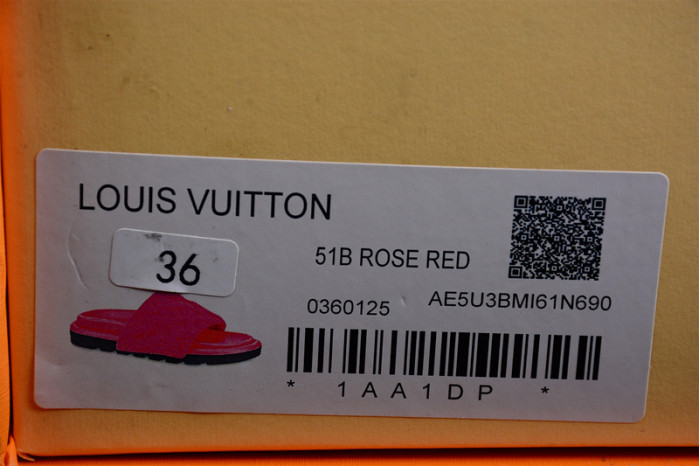 LOUIS VUITTON
36
51B ROSE RED
0360125
AE5U3BMI61N690
* 1AA1DP *